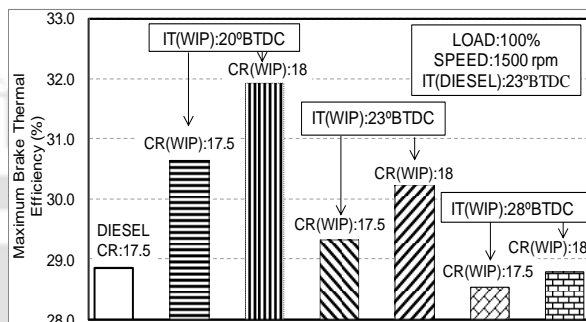 Maximum Brake Thermal
Efficiency (%)
33.0
32.0
31.0
30.0
29.0
28.0
IT(WIP):20ºBTDC
LOAD:100%
SPEED:1500 rpm
IT(DIESEL):23ºBTDC
CR(WIP):18
IT(WIP):23ºBTDC
CR(WIP):17.5
CR(WIP):17.5
CR(WIP):18
IT(WIP):28ºBTDC
DIESEL
CR:17.5
CR(WIP):17.5
CR(WIP):18